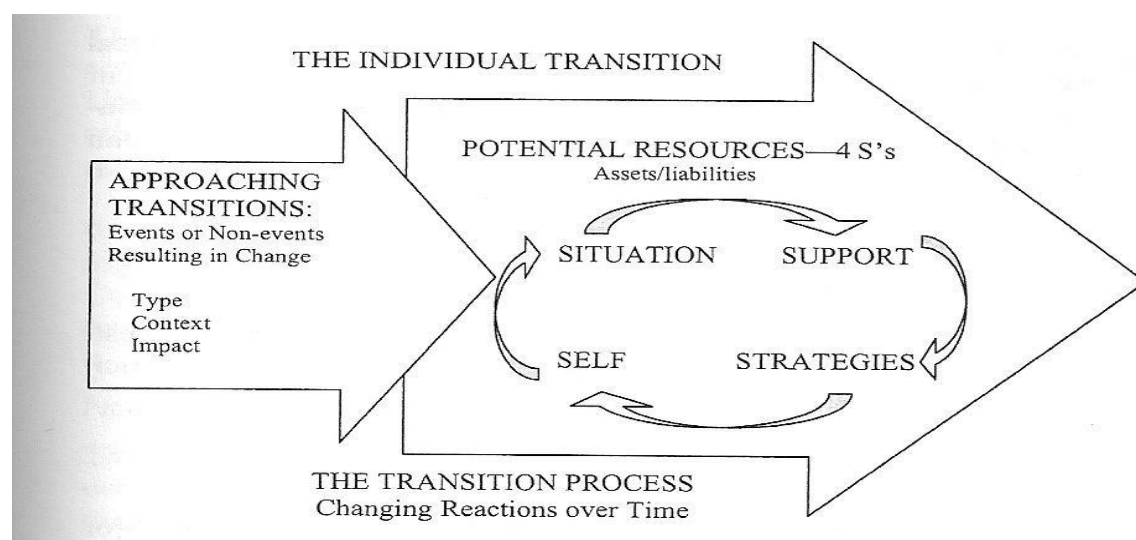 THE INDIVIDUAL TRANSITION
POTENTIAL RESOURCES—4 S's
Assets/liabilities
APPROACHING
TRANSITIONS:
Events or Non-events
Resulting in Change
Type
Context
Impact
SITUATION
SUPPORT
SELF
STRATEGIES
THE TRANSITION PROCESS
Changing Reactions over Time